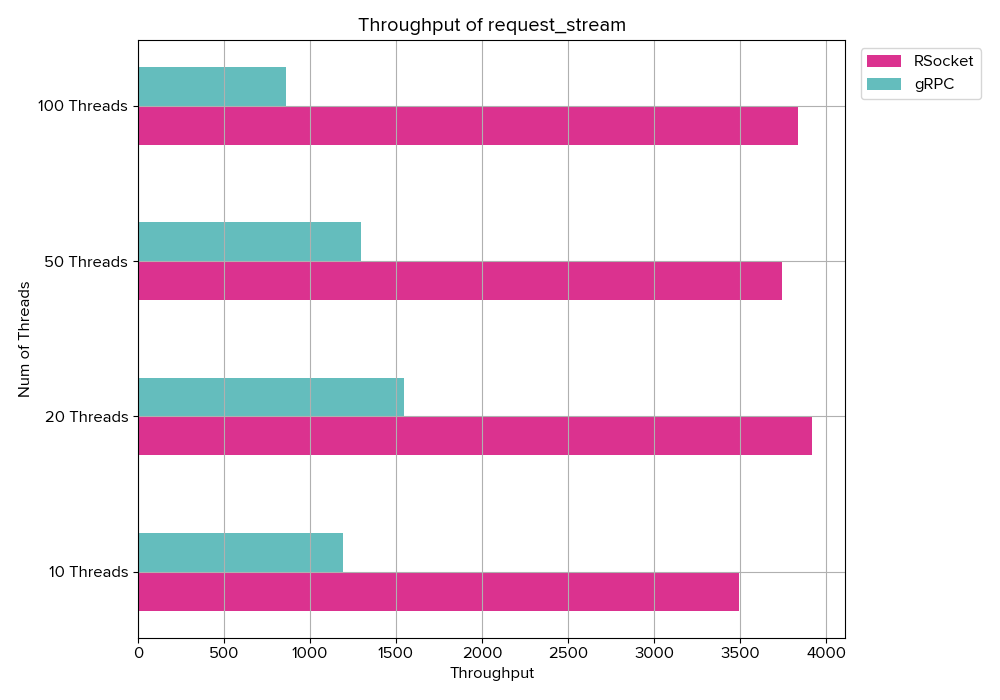 Throughput of request_stream
RSocket
gRPC
100 Threads
50 Threads
20 Threads
10 Threads
Num of Threads
0 500 1000 1500 2000 2500 3000 3500 4000
Throughput